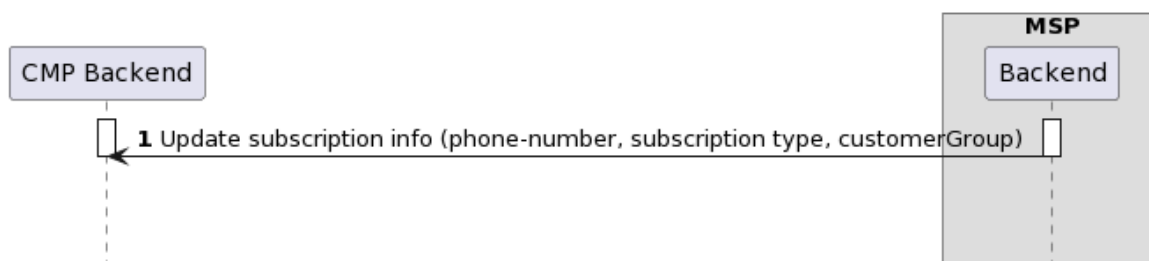 MSP
CMP Backend
Backend
1 Update subscription info (phone-number, subscription type, customerGroup)